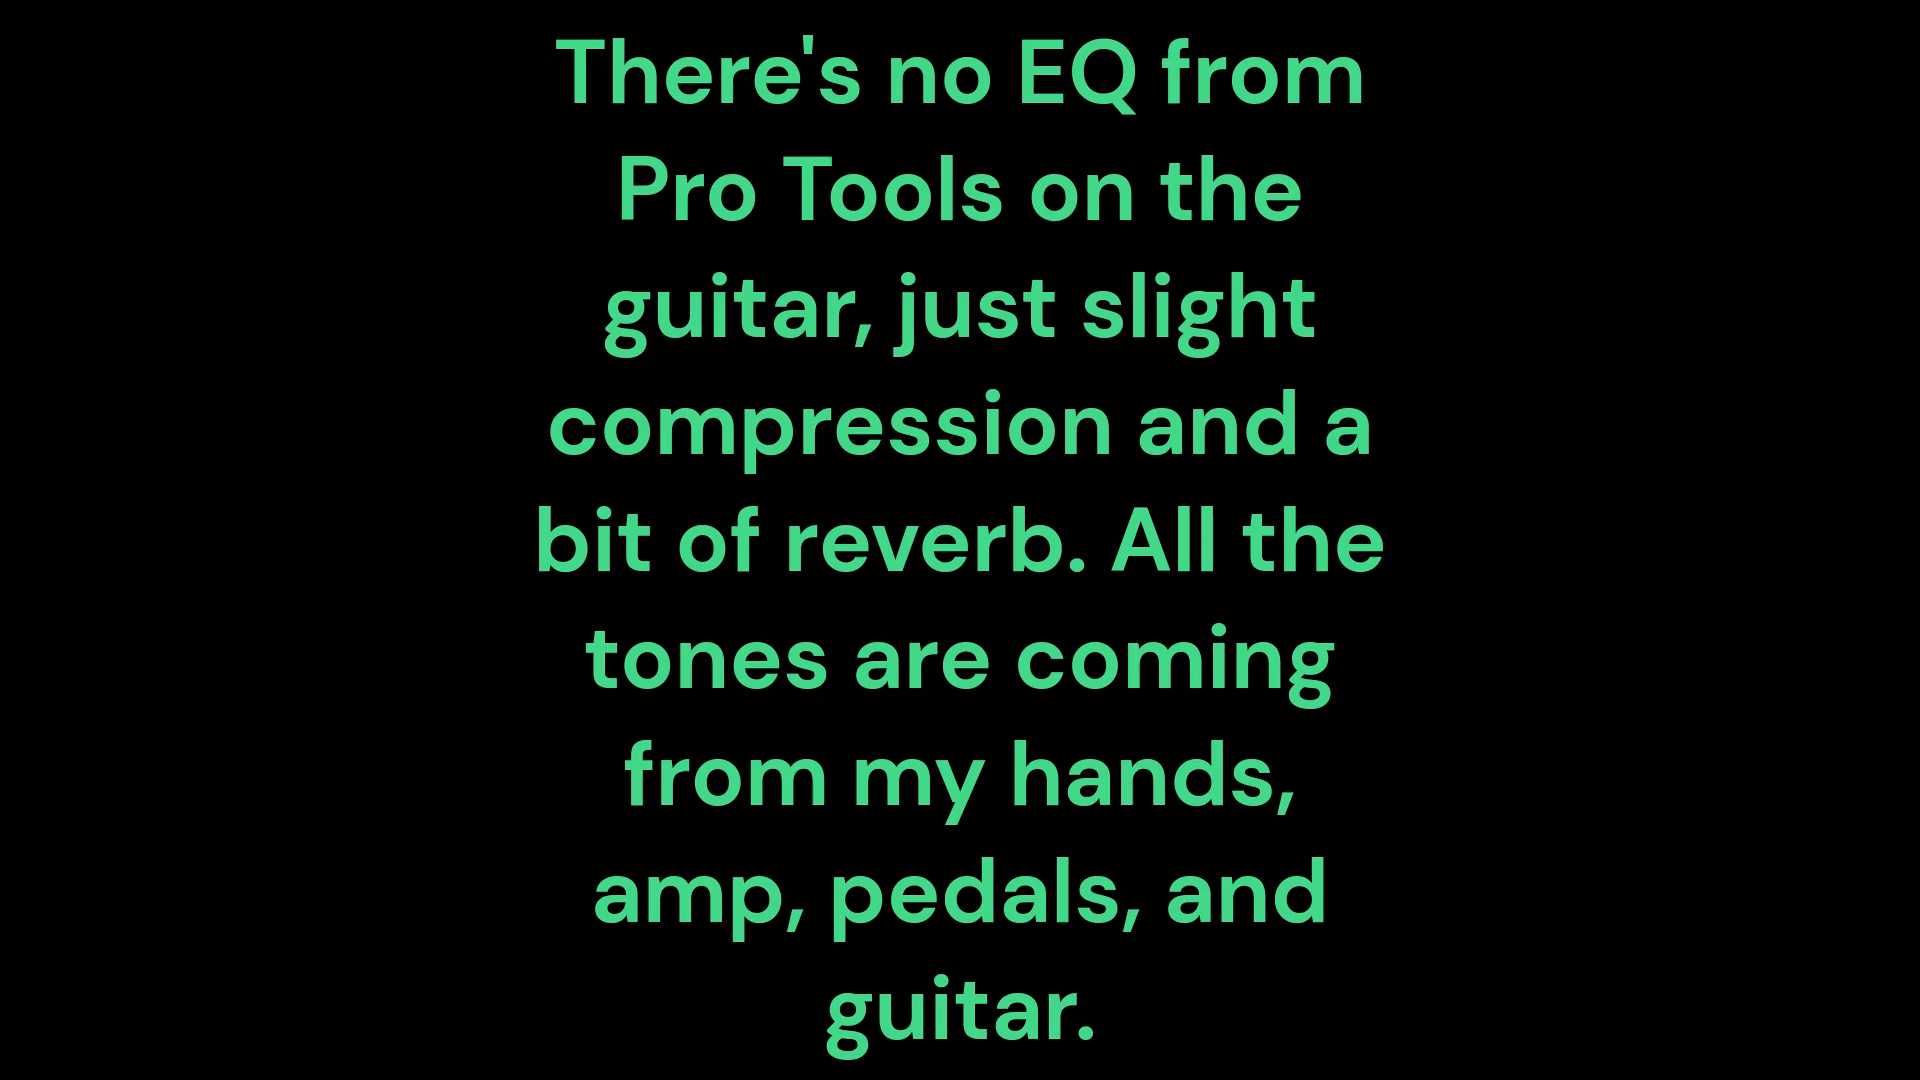 There's no EQ from
Pro Tools on the
guitar, just slight
compression and a
bit of reverb. All the
tones are coming
from my hands,
amp, pedals, and
guitar.